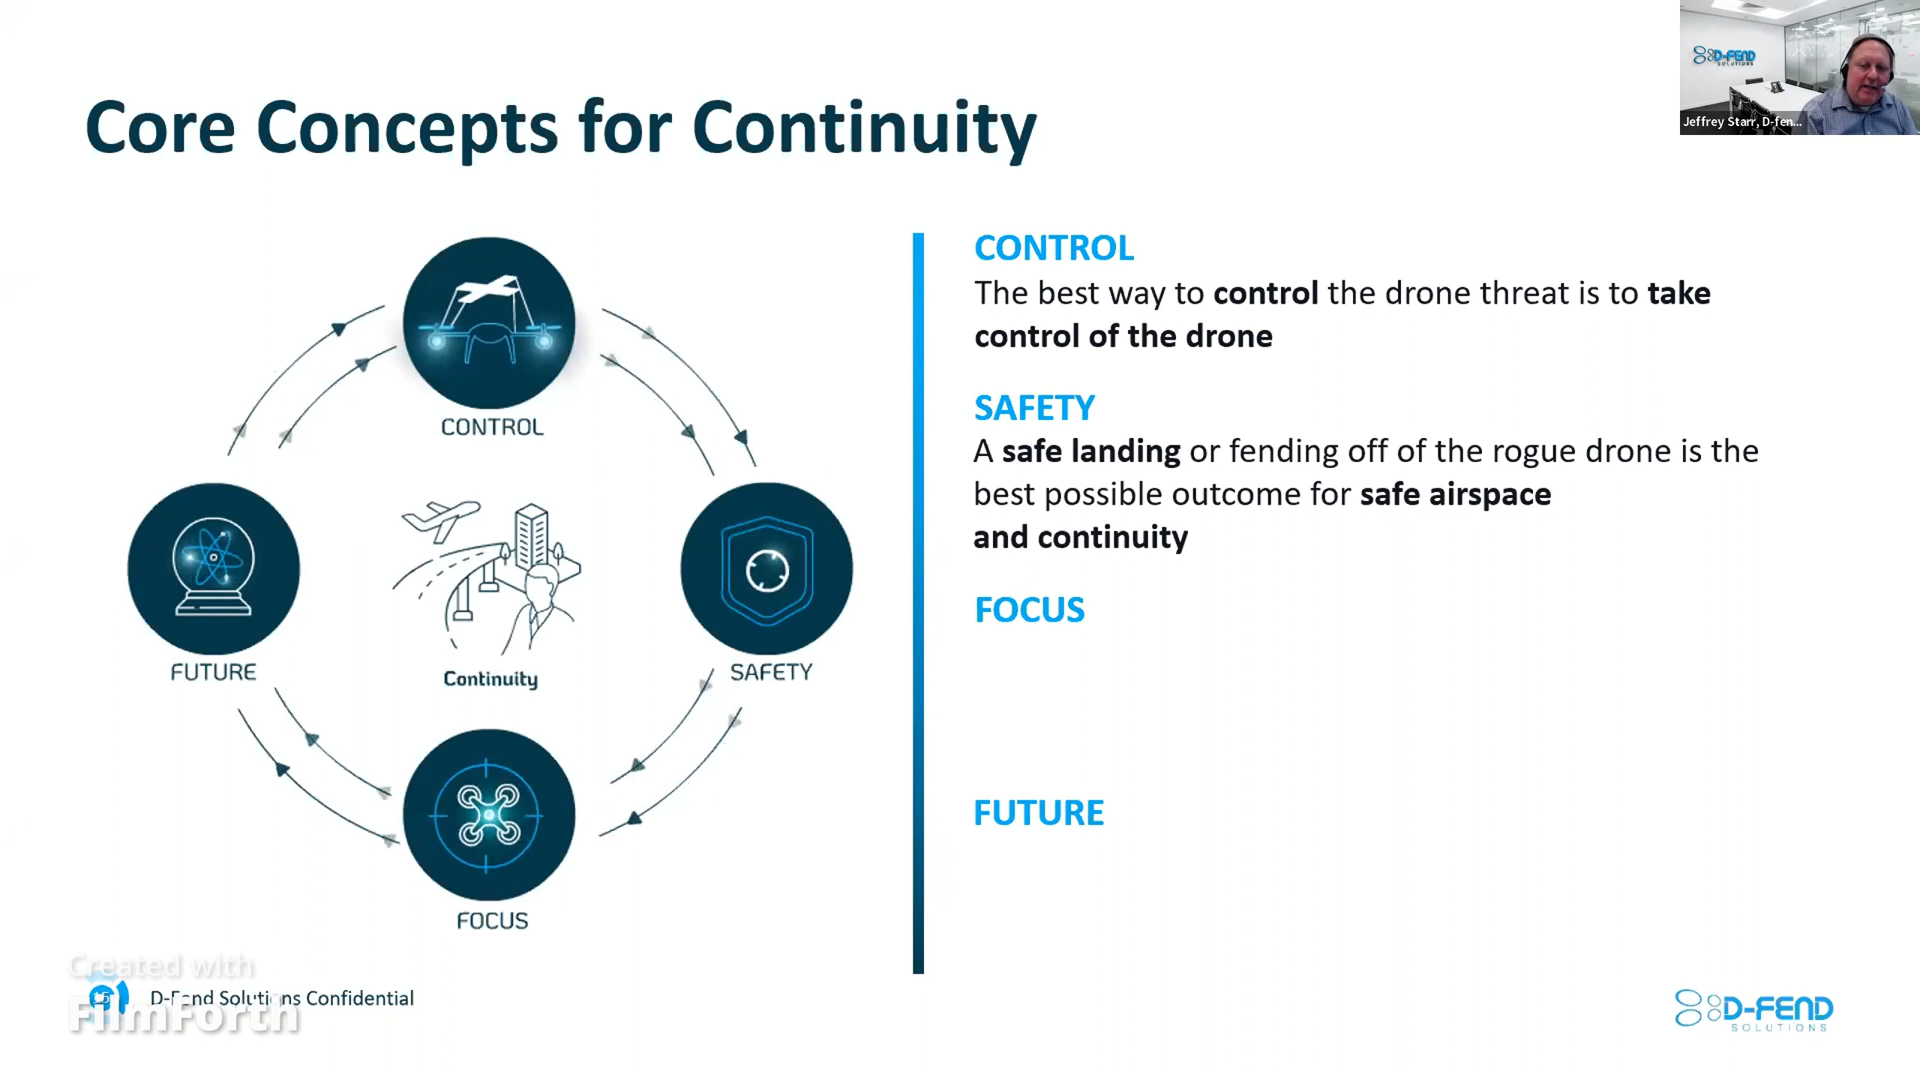 D-FEND
SOLUTIONS
Jeffrey Starr, D-fen...
Core Concepts for Continuity
CONTROL
FUTURE
SAFETY
Continuity
FOCUS
CONTROL
The best way to control the drone threat is to take
control of the drone
SAFETY
A safe landing or fending off of the rogue drone is the
best possible outcome for safe airspace
and continuity
FOCUS
FUTURE
Created with
FilmForth
15
D-Fend Solutions Confidential
D-FEND
SOLUTIONS